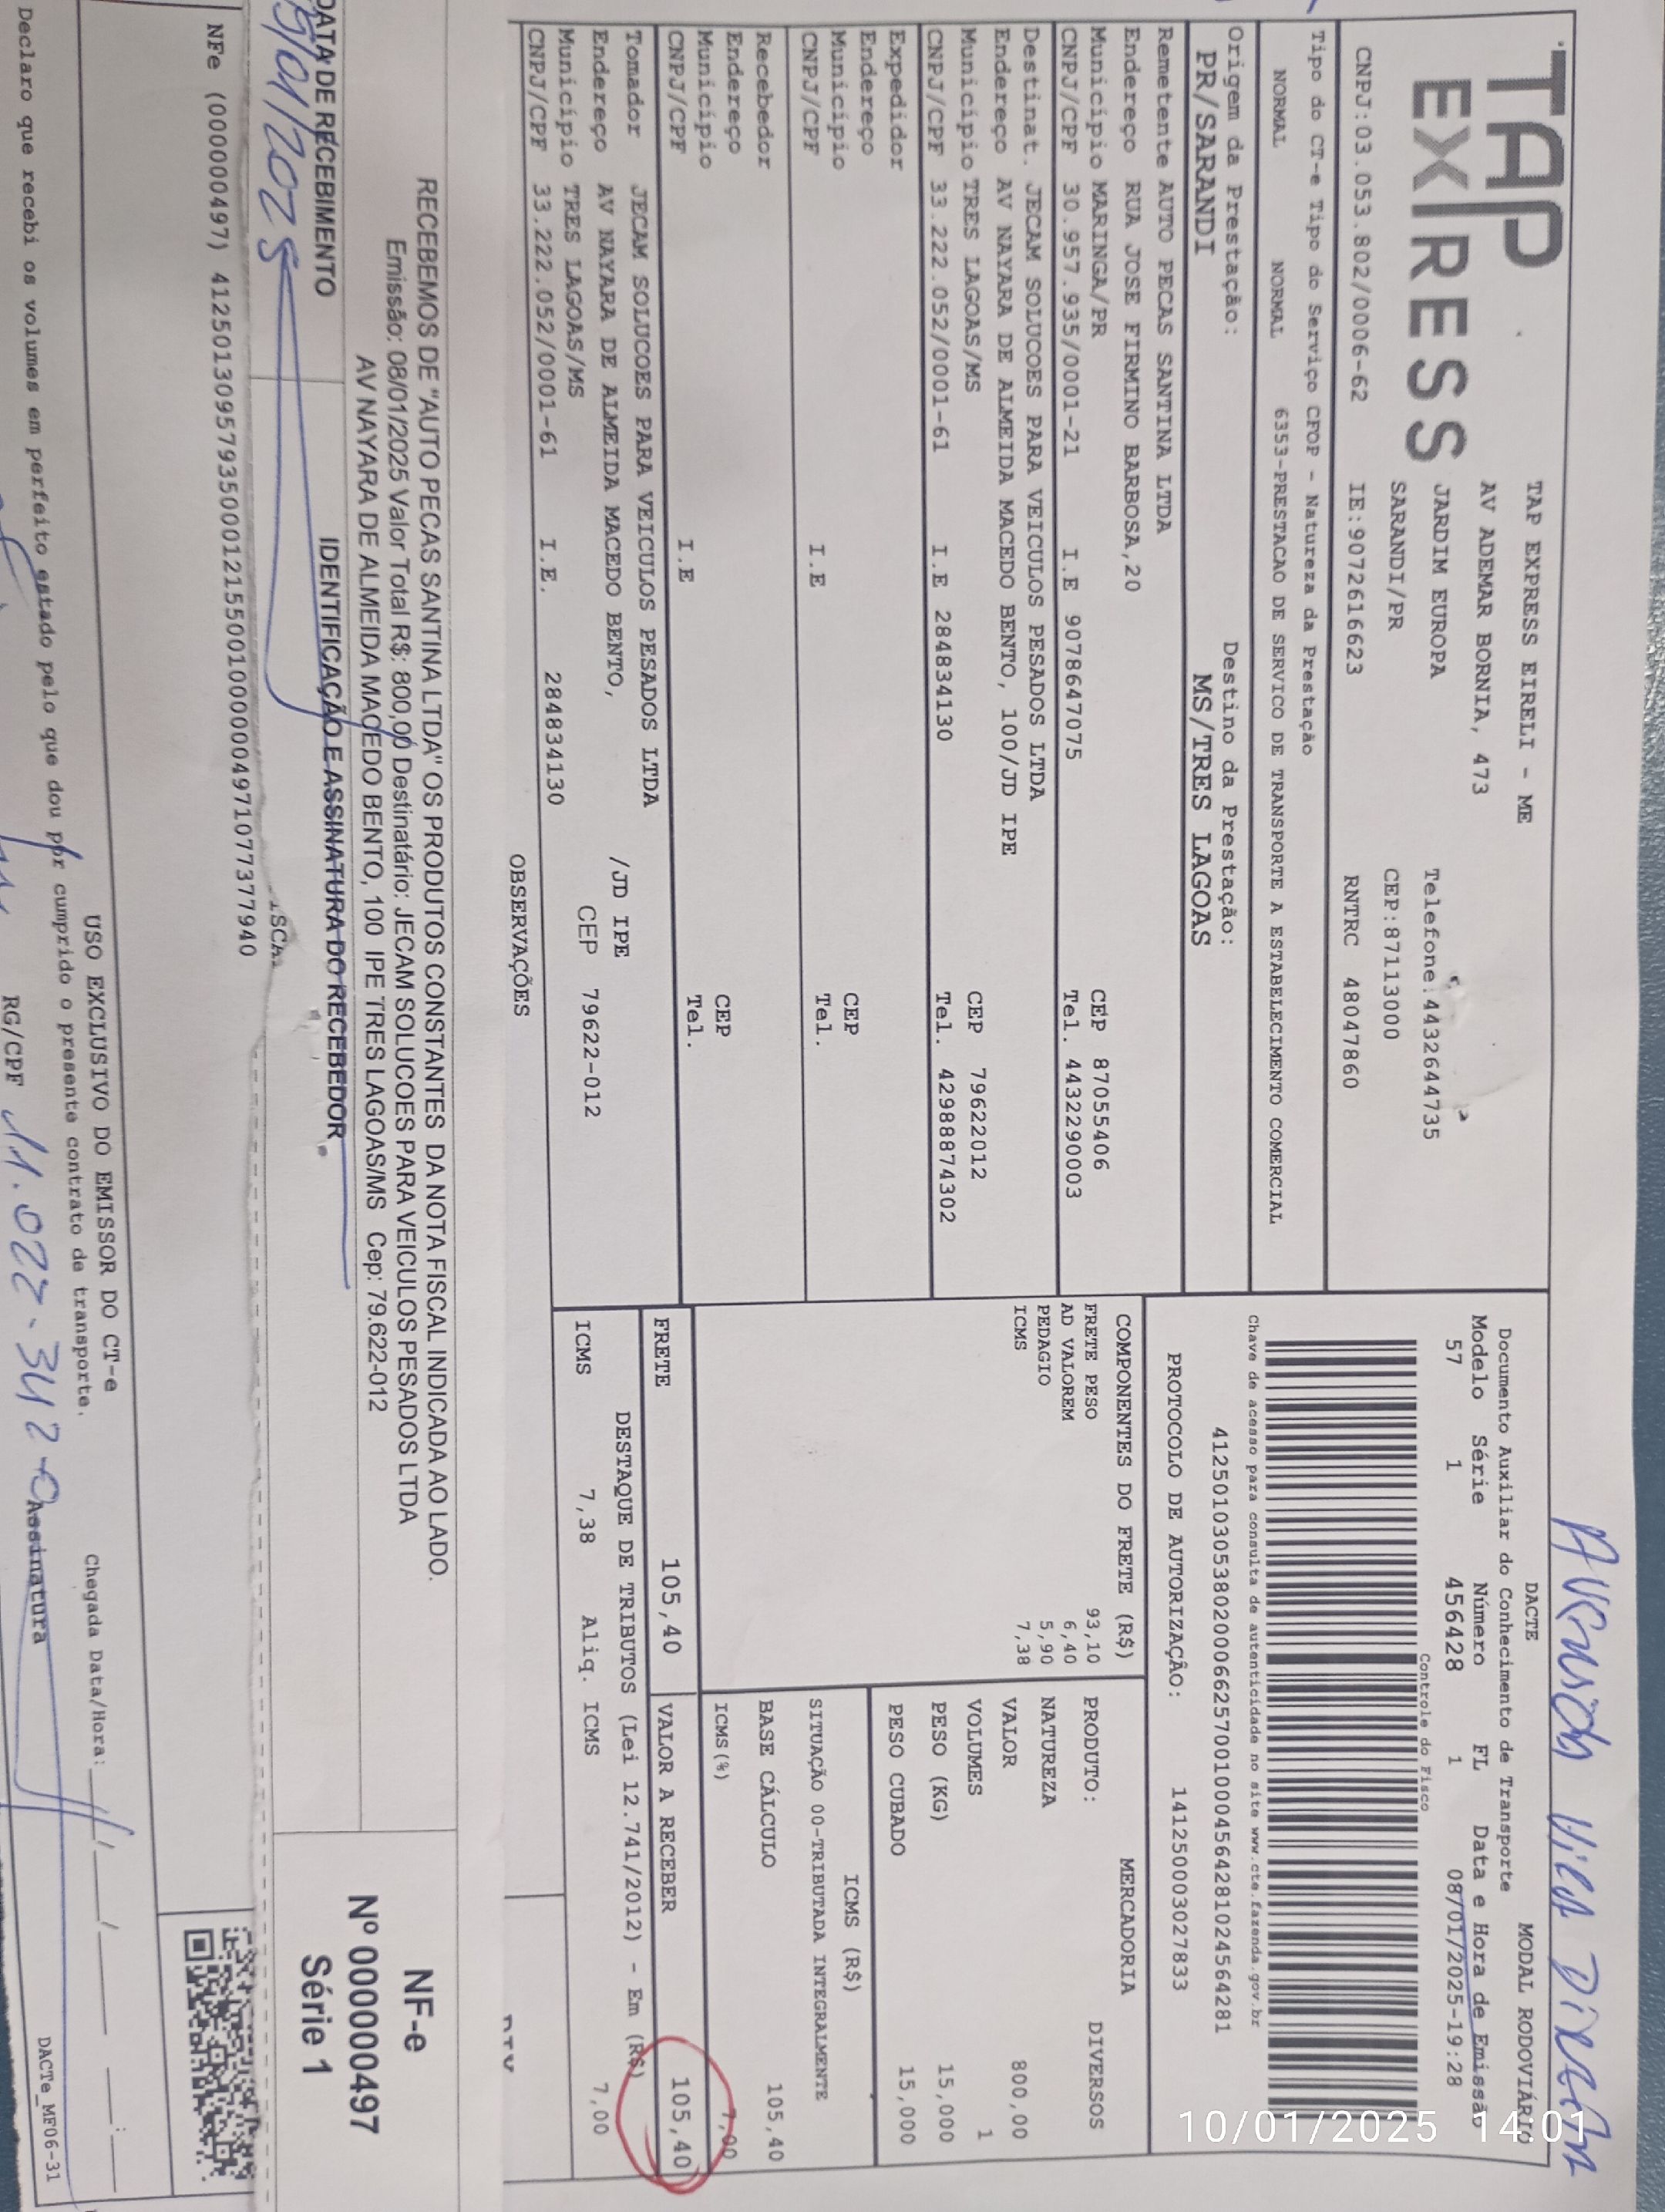 TAP
EXPRESS
TAP EXPRESS EIRELI - ME
AV ADEMAR BORNIA, 473
JARDIM EUROPA Telefone:4432644735
SARANDI/PR CEP:87113000
CNPJ:03.053.802/0006-62 IE:9072616623 RNTRC 48047860
Tipo do CT-e Tipo do Serviço CFOP - Natureza da Prestação
NORMAL NORMAL 6353-PRESTACAO DE SERVICO DE TRANSPORTE A ESTABELECIMENTO COMERCIAL
Origem da Prestação: Destino da Prestação:
PR/SARANDI MS/TRES LAGOAS
Remetente AUTO PECAS SANTINA LTDA
Endereço RUA JOSE FIRMINO BARBOSA,20
Município MARINGA/PR CEP 87055406
CNPJ/CPF 30.957.935/0001-21 I.E 9078647075 Tel. 4432290003
Destinat. JECAM SOLUCOES PARA VEICULOS PESADOS LTDA
Endereço AV NAYARA DE ALMEIDA MACEDO BENTO, 100/JD IPE
Município TRES LAGOAS/MS CEP 79622012
CNPJ/CPF 33.222.052/0001-61 I.E 284834130 Tel. 42988874302
Expedidor
Endereço
Município CEP
CNPJ/CPF I.E Tel.
Recebedor
Endereço
Município CEP
CNPJ/CPF I.E Tel.
Tomador JECAM SOLUCOES PARA VEICULOS PESADOS LTDA
Endereço AV NAYARA DE ALMEIDA MACEDO BENTO, /JD IPE
Município TRES LAGOAS/MS CEP 79622-012
CNPJ/CPF 33.222.052/0001-61 I.E. 284834130
OBSERVAÇÕES
DACTE MODAL RODOVIÁRIO
Documento Auxiliar do Conhecimento de Transporte
Modelo Série Número FL Data e Hora de Emissão
57 1 456428 1 08/01/2025-19:28
Controle do Fisco
Chave de acesso para consulta de autenticidade no site www.cte.fazenda.gov.br
41250103053802000662570010004564281024564281
PROTOCOLO DE AUTORIZAÇÃO: 141250003027833
COMPONENTES DO FRETE (R$)
FRETE PESO 93,10
AD VALOREM 6,40
PEDAGIO 5,90
ICMS 7,38
MERCADORIA
PRODUTO: DIVERSOS
NATUREZA
VALOR 800,00
VOLUMES 1
PESO (KG) 15,000
PESO CUBADO 15,000
ICMS (R$)
SITUAÇÃO 00-TRIBUTADA INTEGRALMENTE
BASE CÁLCULO 105,40
ICMS(%) 7,00
FRETE 105,40 VALOR A RECEBER 105,40
DESTAQUE DE TRIBUTOS (Lei 12.741/2012) - Em (R$)
ICMS 7,38 Aliq. ICMS 7,00
RECEBEMOS DE "AUTO PECAS SANTINA LTDA" OS PRODUTOS CONSTANTES DA NOTA FISCAL INDICADA AO LADO.
Emissão: 08/01/2025 Valor Total R$: 800,00 Destinatário: JECAM SOLUCOES PARA VEICULOS PESADOS LTDA
AV NAYARA DE ALMEIDA MACEDO BENTO, 100 IPE TRES LAGOAS/MS Cep: 79.622-012
DATA DE RECEBIMENTO IDENTIFICAÇÃO E ASSINATURA DO RECEBEDOR
NF-e
Nº 000000497
Série 1
/01/2025
NFe (000000497) 41250130957935000121550010000004971077377940
USO EXCLUSIVO DO EMISSOR DO CT-e
Declaro que recebi os volumes em perfeito estado pelo que dou por cumprido o presente contrato de transporte.
Chegada Data/Hora: / / :
RG/CPF 11.022.342-0 Assinatura
DACTe_MF06-31
10/01/2025 14:01